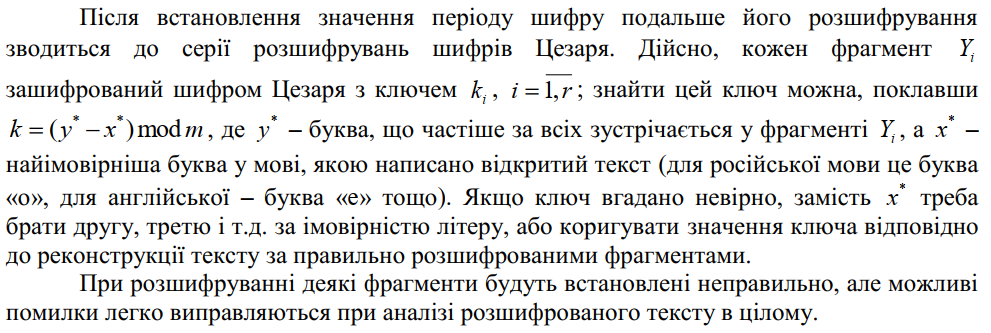 Після встановлення значення періоду шифру подальше його розшифрування
зводиться до серії розшифрувань шифрів Цезаря. Дійсно, кожен фрагмент $Y_i$
зашифрований шифром Цезаря з ключем $k_i$, $i = \overline{1,r}$; знайти цей ключ можна, поклавши
$k = (y^* - x^*) \bmod m$, де $y^*$ – буква, що частіше за всіх зустрічається у фрагменті $Y_i$, а $x^*$ –
найімовірніша буква у мові, якою написано відкритий текст (для російської мови це буква
«о», для англійської – буква «е» тощо). Якщо ключ вгадано невірно, замість $x^*$ треба
брати другу, третю і т.д. за імовірністю літеру, або коригувати значення ключа відповідно
до реконструкції тексту за правильно розшифрованими фрагментами.
При розшифруванні деякі фрагменти будуть встановлені неправильно, але можливі
помилки легко виправляються при аналізі розшифрованого тексту в цілому.